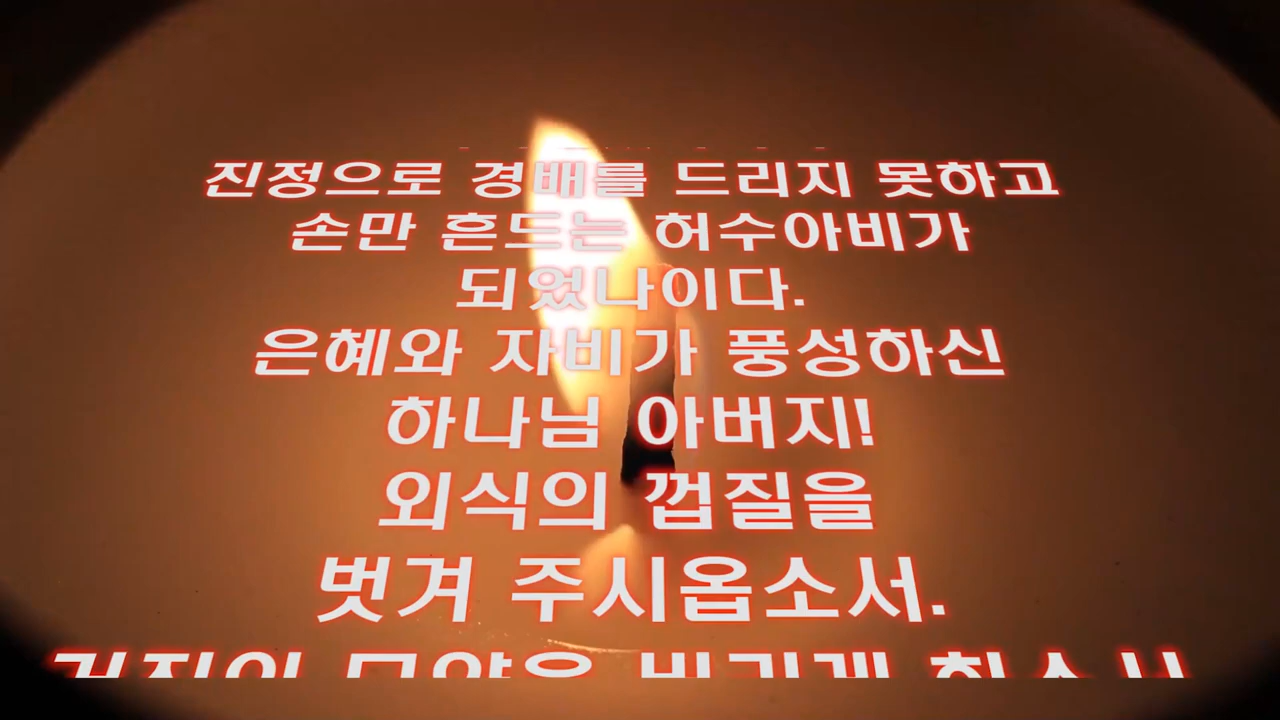 진정으로 경배를 드리지 못하고
손만 흔드는 허수아비가
되었나이다.
은혜와 자비가 풍성하신
하나님 아버지!
외식의 껍질을
벗겨 주시옵소서.